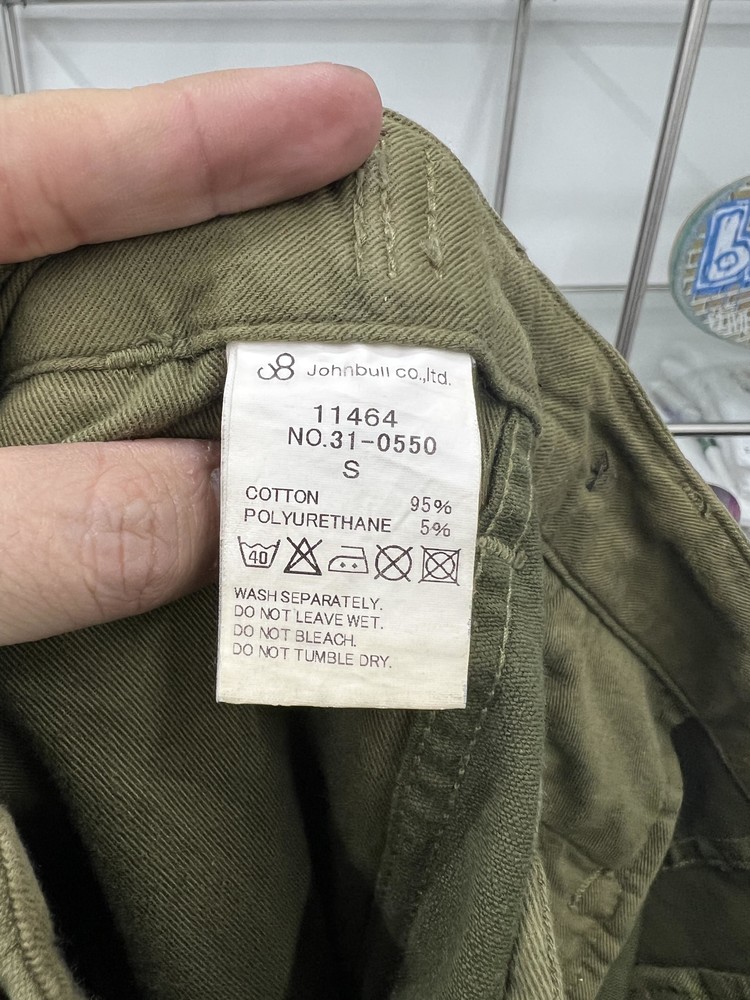 Johnbull co.,ltd.
11464
NO.31-0550
S
COTTON 95%
POLYURETHANE 5%
40
WASH SEPARATELY.
DO NOT LEAVE WET.
DO NOT BLEACH.
DO NOT TUMBLE DRY.